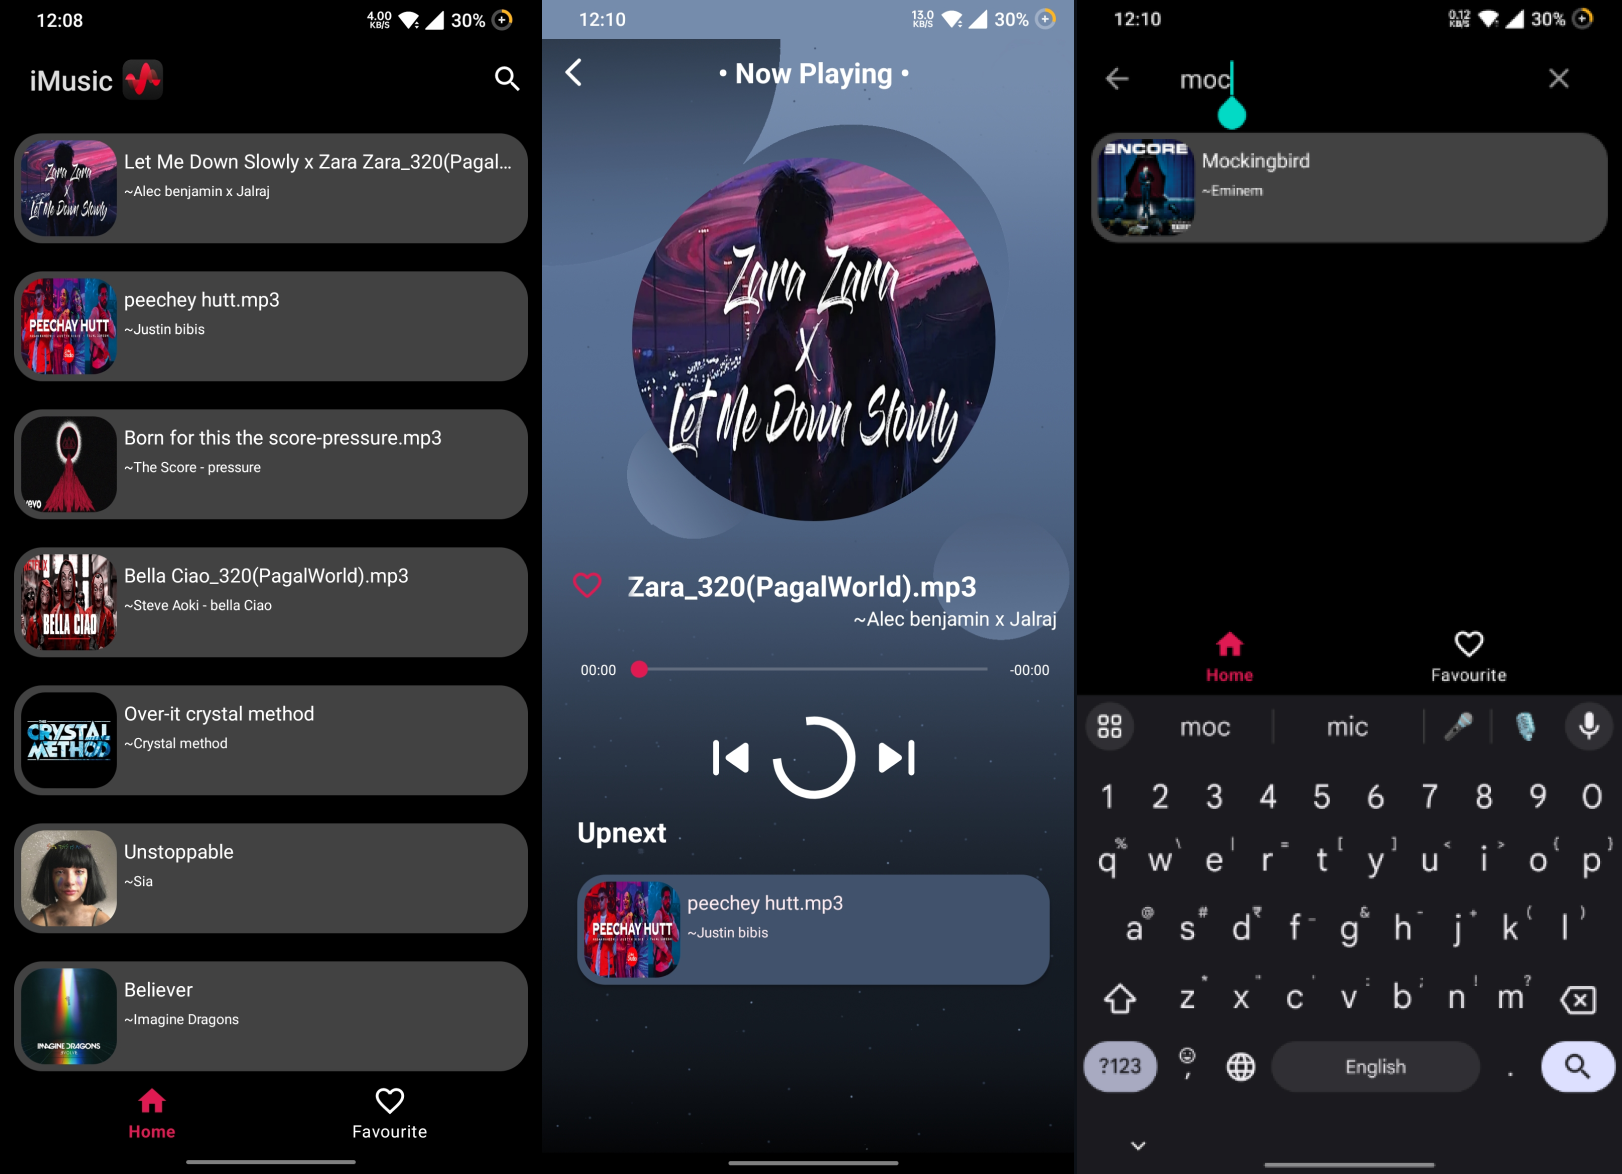 12:08
4.00
KB/S
30%
iMusic
Zara Zara
x
Let Me Down Slowly
Let Me Down Slowly x Zara Zara_320(Pagal...
~Alec benjamin x Jalraj
PEECHAY HUTT
peechey hutt.mp3
~Justin bibis
evo
Born for this the score-pressure.mp3
~The Score - pressure
BELLA CIAO
Bella Ciao_320(PagalWorld).mp3
~Steve Aoki - bella Ciao
THE
CRYSTAL
METHOD
Over-it crystal method
~Crystal method
Unstoppable
~Sia
IMAGINE DRAGONS
EVOLVE
Believer
~Imagine Dragons
Home
Favourite
12:10
13.0
KB/S
30%
• Now Playing •
Zara Zara
X
Let Me Down Slowly
Zara_320(PagalWorld).mp3
~Alec benjamin x Jalraj
00:00
-00:00
Upnext
PEECHAY HUTT
peechey hutt.mp3
~Justin bibis
12:10
0.12
KB/S
30%
moc
ENCORE
Mockingbird
~Eminem
Home
Favourite
moc
mic
1 2 3 4 5 6 7 8 9 0
% \ | = [ ] < > { }
q w e r t y u i o p
@ # ₹ _ & - + ( )
a s d f g h j k l
* " ' : ; ! ?
z x c v b n m
?123
,
English
.